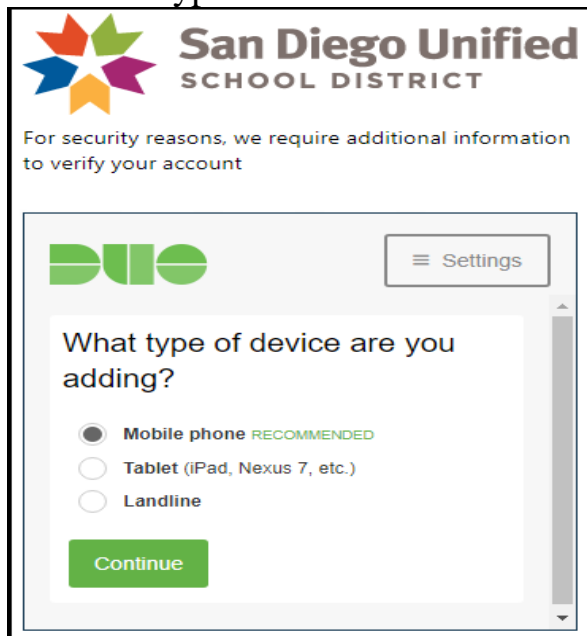 San Diego Unified
SCHOOL DISTRICT
For security reasons, we require additional information
to verify your account
DUO
≡ Settings
What type of device are you
adding?
Mobile phone RECOMMENDED
Tablet (iPad, Nexus 7, etc.)
Landline
Continue